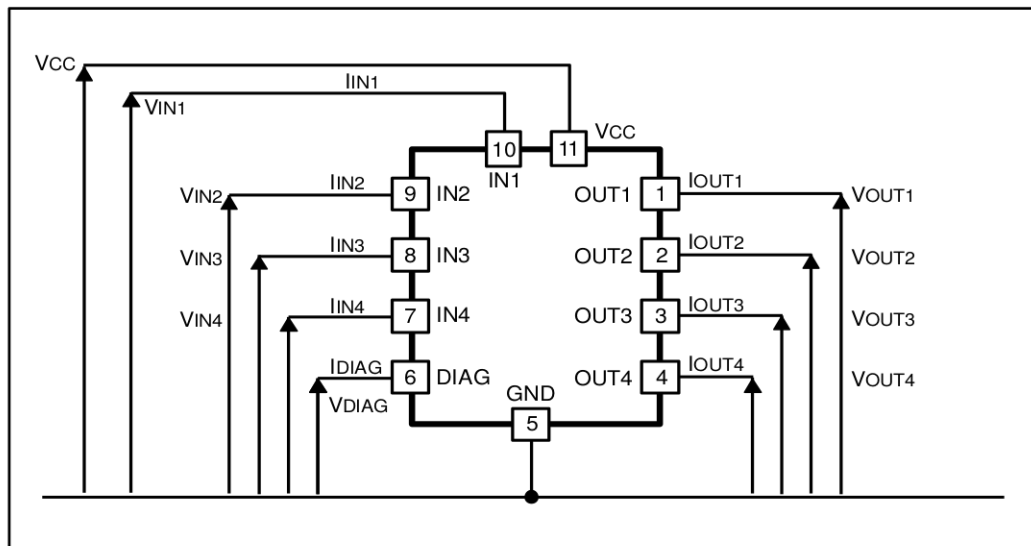 VCC
IIN1
VIN1
10
11
VCC
IN1
VIN2
IIN2
9
IN2
OUT1
1
IOUT1
VOUT1
VIN3
IIN3
8
IN3
OUT2
2
IOUT2
VOUT2
VIN4
IIN4
7
IN4
OUT3
3
IOUT3
VOUT3
IDIAG
6
DIAG
OUT4
4
IOUT4
VOUT4
VDIAG
GND
5